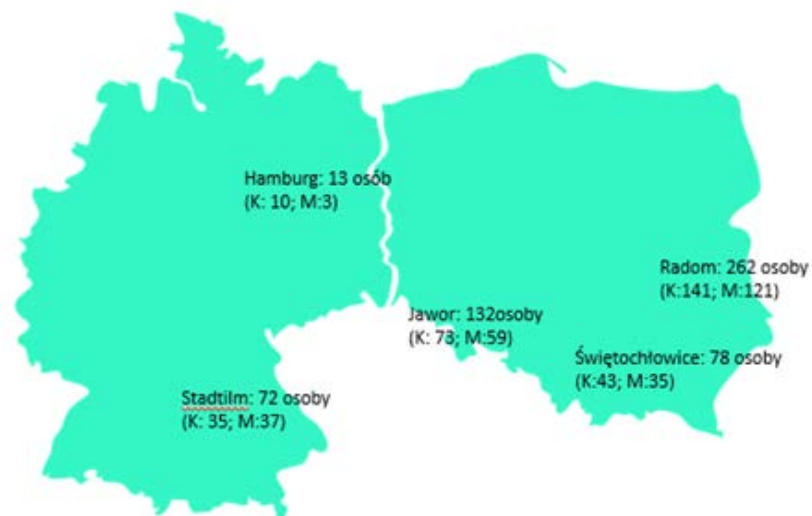 Hamburg: 13 osób
(K: 10; M:3)
Radom: 262 osoby
(K:141; M:121)
Jawor: 132osoby
(K: 73; M:59)
Świętochłowice: 78 osoby
(K:43; M:35)
Stadtilm: 72 osoby
(K: 35; M:37)